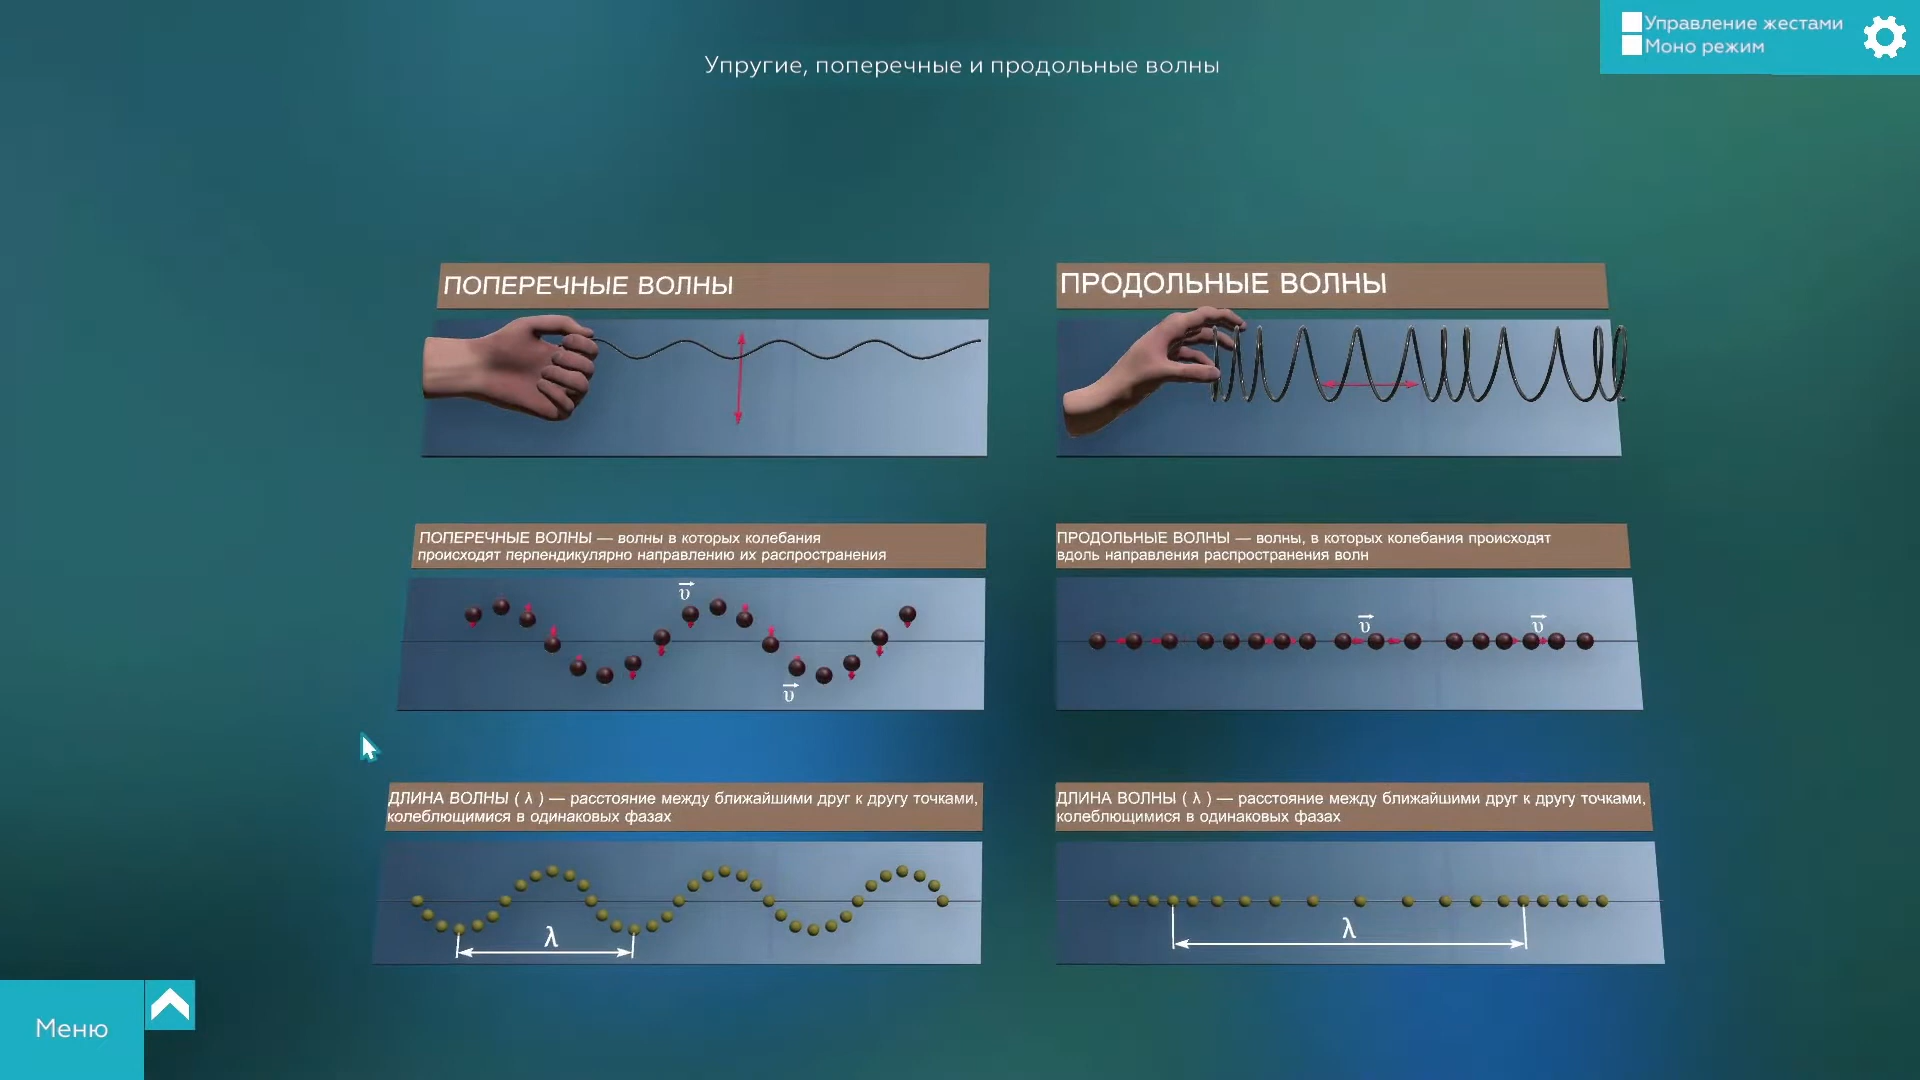 Управление жестами
Моно режим
Упругие, поперечные и продольные волны
ПОПЕРЕЧНЫЕ ВОЛНЫ
ПРОДОЛЬНЫЕ ВОЛНЫ
ПОПЕРЕЧНЫЕ ВОЛНЫ — волны в которых колебания
происходят перпендикулярно направлению их распространения
υ
υ
ПРОДОЛЬНЫЕ ВОЛНЫ — волны, в которых колебания происходят
вдоль направления распространения волн
υ
υ
ДЛИНА ВОЛНЫ ( λ ) — расстояние между ближайшими друг к другу точками,
колеблющимися в одинаковых фазах
λ
ДЛИНА ВОЛНЫ ( λ ) — расстояние между ближайшими друг к другу точками,
колеблющимися в одинаковых фазах
λ
Меню